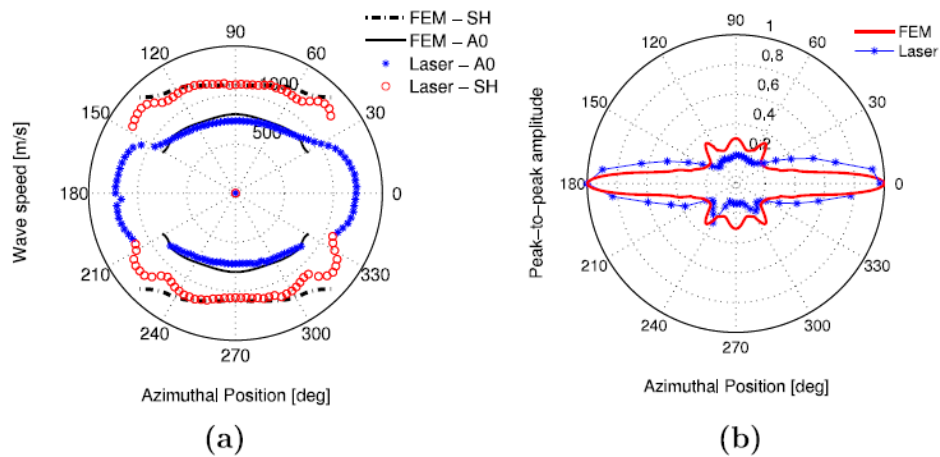 FEM – SH
FEM – A0
Laser – A0
Laser – SH
90
60
30
0
330
300
270
240
210
180
150
120
1000
500
Wave speed [m/s]
Azimuthal Position [deg]
(a)
FEM
Laser
90
60
30
0
330
300
270
240
210
180
150
120
1
0,8
0,6
0,4
0,2
Peak–to–peak amplitude
Azimuthal Position [deg]
(b)